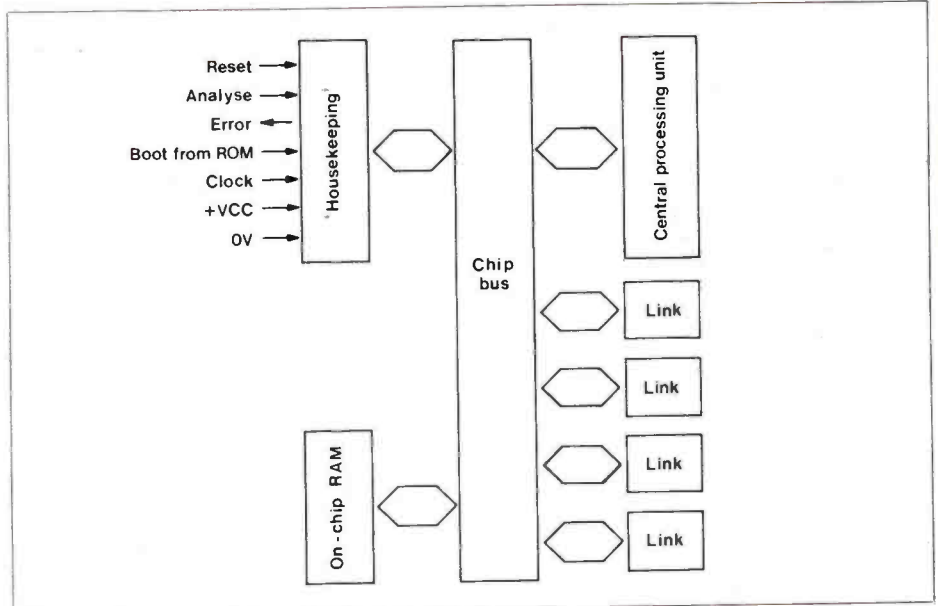 Reset
Analyse
Error
Boot from ROM
Clock
+VCC
0V
'Housekeeping'
Chip
bus
Central processing unit
Link
Link
Link
Link
On-chip RAM